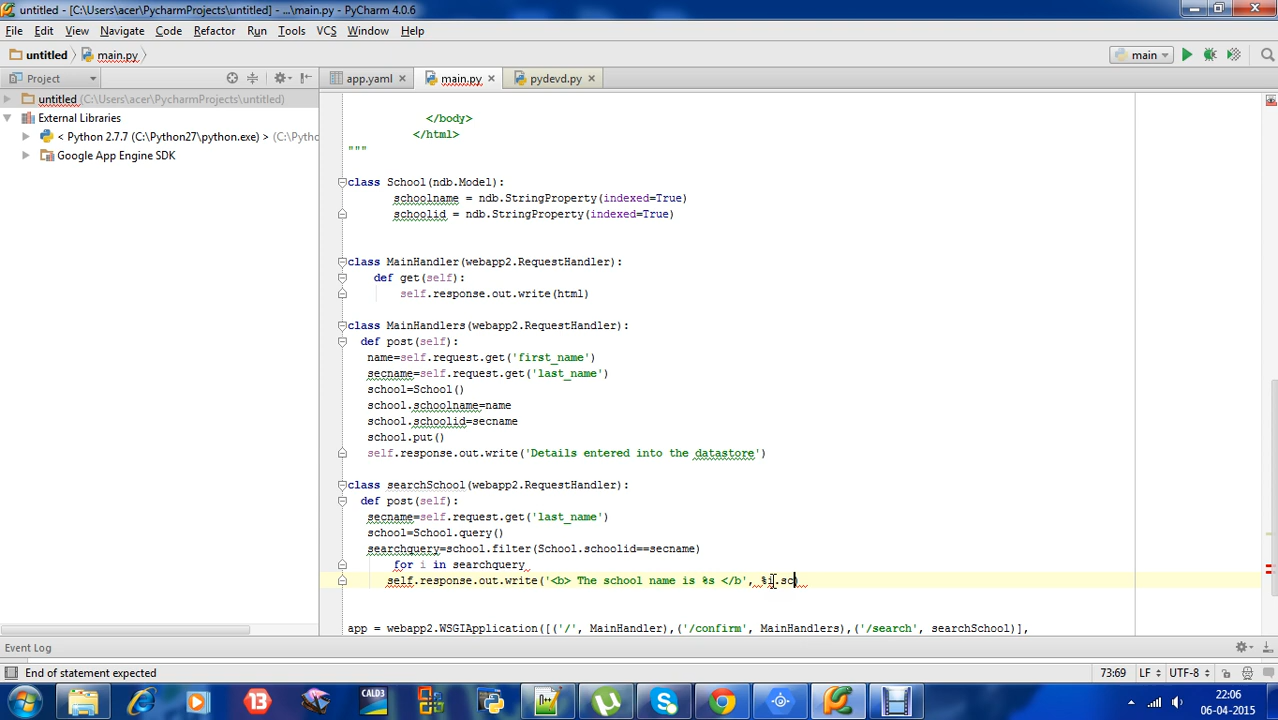 untitled - [C:\Users\acer\PycharmProjects\untitled] - ...\main.py - PyCharm 4.0.6
File Edit View Navigate Code Refactor Run Tools VCS Window Help
untitled main.py main
Project app.yaml main.py pydevd.py
untitled (C:\Users\acer\PycharmProjects\untitled)
External Libraries
< Python 2.7.7 (C:\Python27\python.exe) > (C:\Pytho
Google App Engine SDK
</body>
</html>
"""
class School(ndb.Model):
schoolname = ndb.StringProperty(indexed=True)
schoolid = ndb.StringProperty(indexed=True)
class MainHandler(webapp2.RequestHandler):
def get(self):
self.response.out.write(html)
class MainHandlers(webapp2.RequestHandler):
def post(self):
name=self.request.get('first_name')
secname=self.request.get('last_name')
school=School()
school.schoolname=name
school.schoolid=secname
school.put()
self.response.out.write('Details entered into the datastore')
class searchSchool(webapp2.RequestHandler):
def post(self):
secname=self.request.get('last_name')
school=School.query()
searchquery=school.filter(School.schoolid==secname)
for i in searchquery
self.response.out.write('<b> The school name is %s </b', %i.sc)
app = webapp2.WSGIApplication([('/', MainHandler),('/confirm', MainHandlers),('/search', searchSchool)],
Event Log
End of statement expected 73:69 LF UTF-8
22:06
06-04-2015